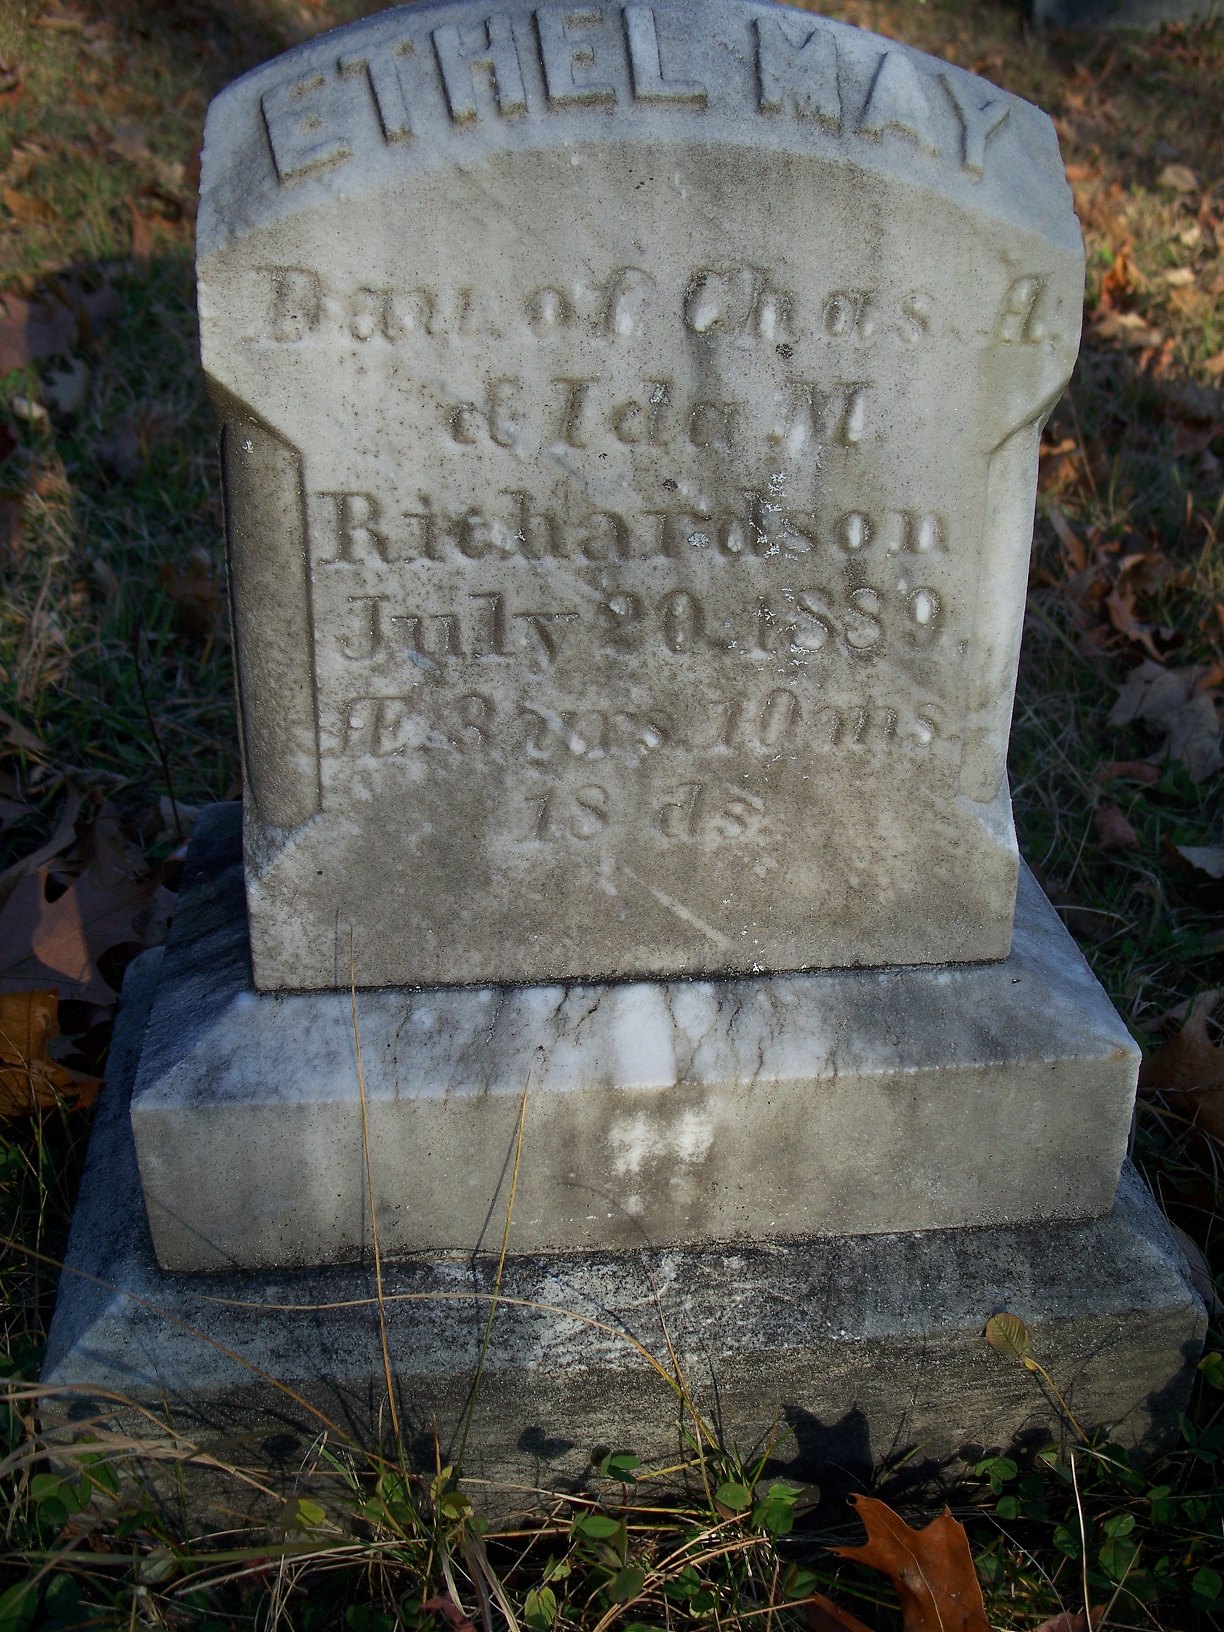 ETHEL MAY
Dau. of Chas. A.
& Ida M
Richardson
July 20, 1889.
Æ 3 yrs. 10 ms.
18 ds.